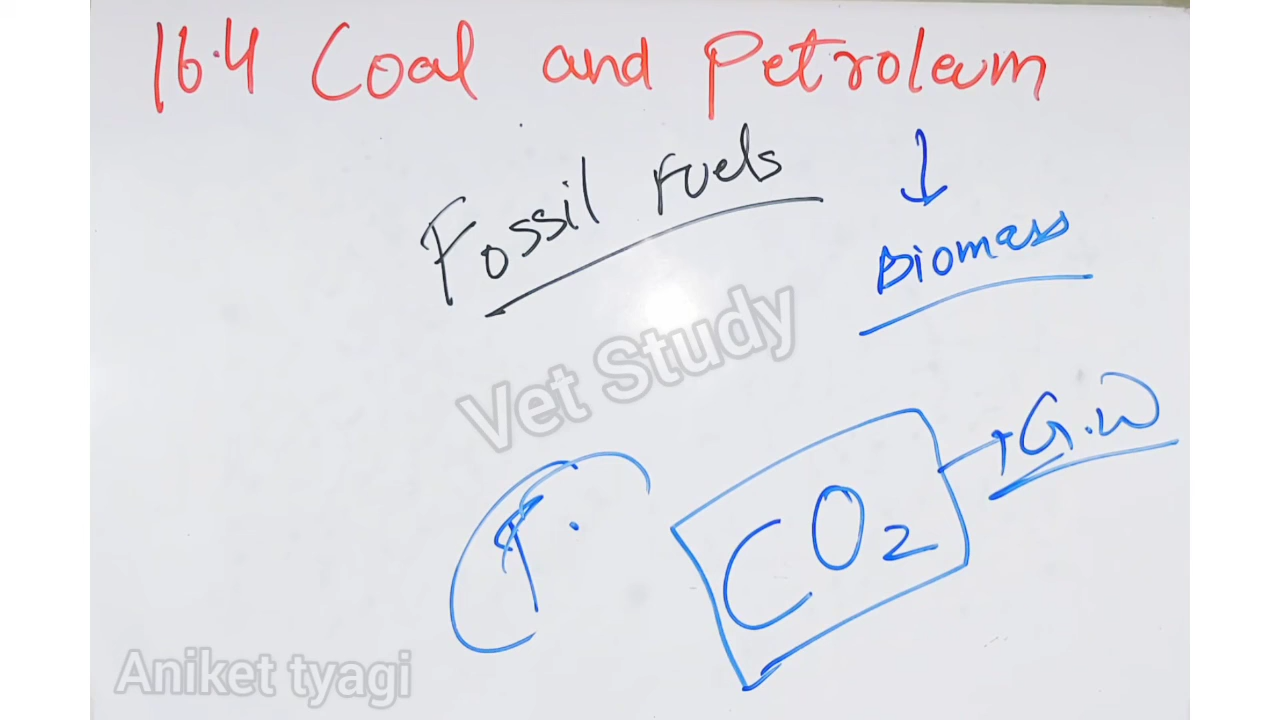 16.4 Coal and Petroleum
Fossil Fuels
Biomass
Vet Study
G.W
CO₂
Aniket tyagi